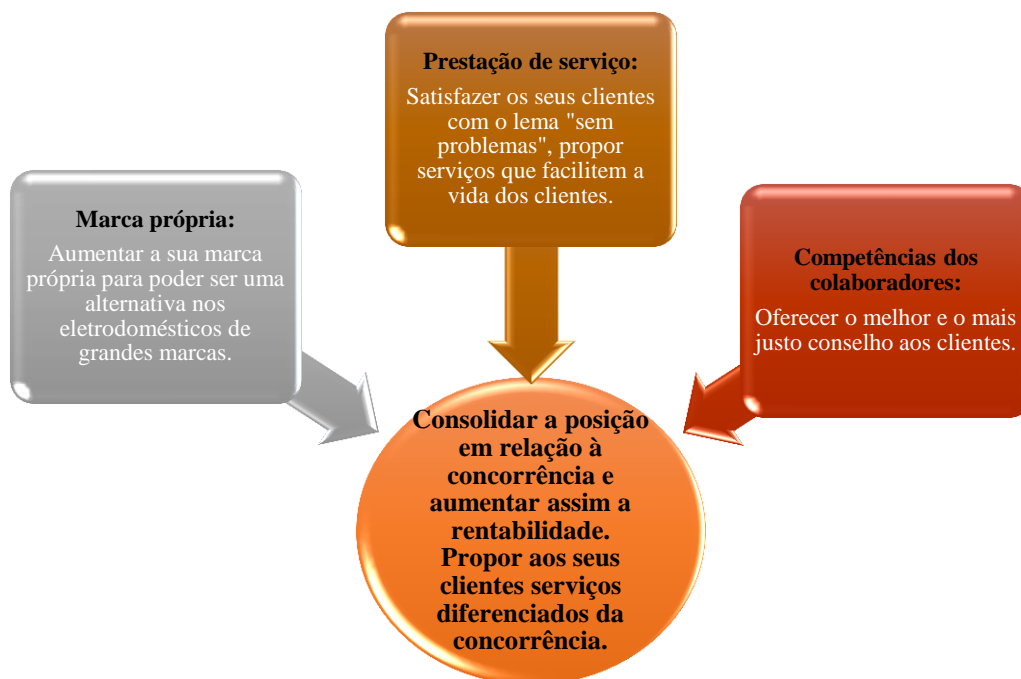 Prestação de serviço:
Satisfazer os seus clientes
com o lema "sem
problemas", propor
serviços que facilitem a
vida dos clientes.
Marca própria:
Aumentar a sua marca
própria para poder ser uma
alternativa nos
eletrodomésticos de
grandes marcas.
Competências dos
colaboradores:
Oferecer o melhor e o mais
justo conselho aos clientes.
Consolidar a posição
em relação à
concorrência e
aumentar assim a
rentabilidade.
Propor aos seus
clientes serviços
diferenciados da
concorrência.